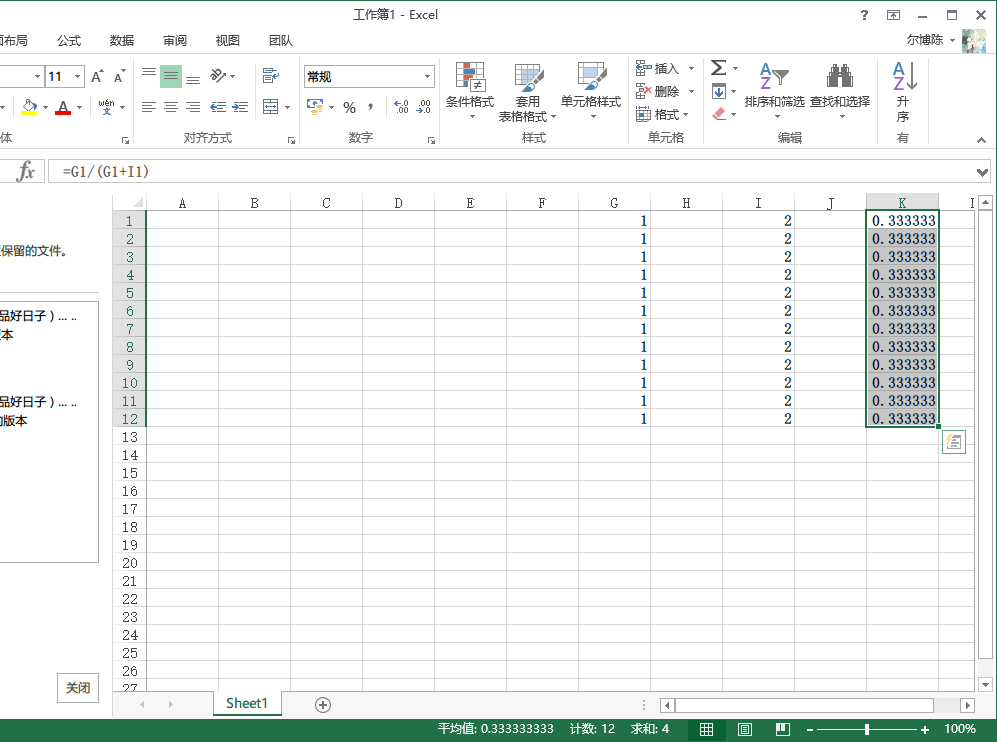 工作簿1 - Excel
?
页布局 公式 数据 审阅 视图 团队 尔博陈
11 A A 常规
条件格式 套用
表格格式 单元格样式
插入
删除
格式
排序和筛选 查找和选择 升
序
A wén
文 % , .0 .00
体 对齐方式 数字 样式 单元格 编辑 有
fx =G1/(G1+I1)
A B C D E F G H I J K
保留的文件。
品好日子 ) ... ..
版本
品好日子 ) ... ..
的版本
关闭
1 1 2 0.333333
2 1 2 0.333333
3 1 2 0.333333
4 1 2 0.333333
5 1 2 0.333333
6 1 2 0.333333
7 1 2 0.333333
8 1 2 0.333333
9 1 2 0.333333
10 1 2 0.333333
11 1 2 0.333333
12 1 2 0.333333
13
14
15
16
17
18
19
20
21
22
23
24
25
26
27
Sheet1
平均值: 0.333333333 计数: 12 求和: 4 100%